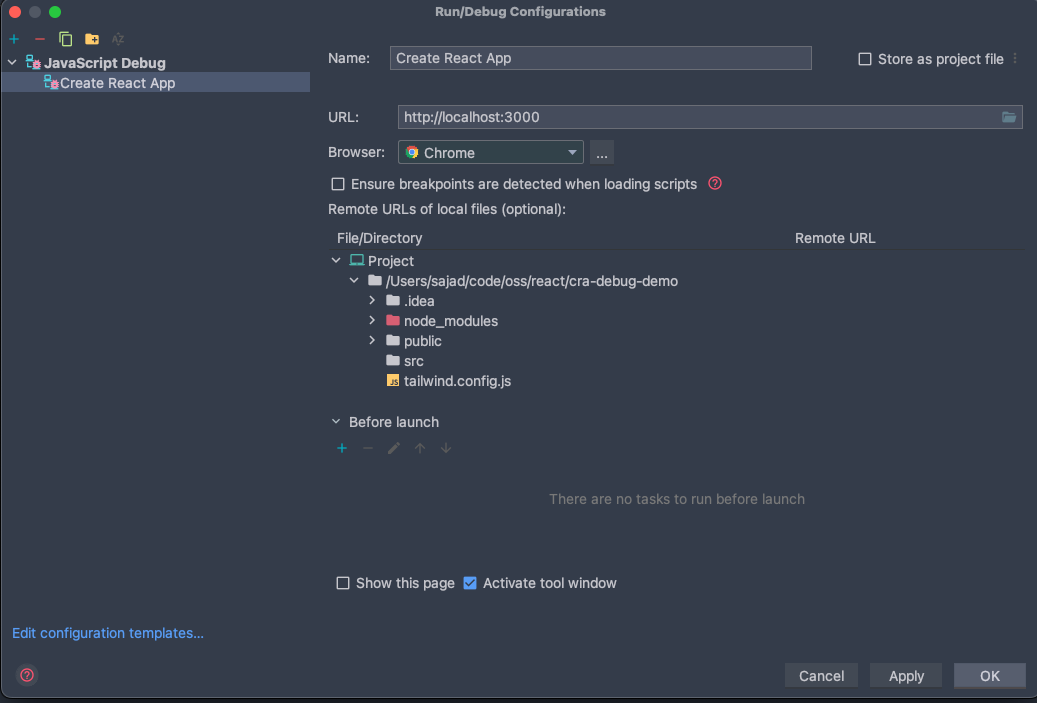 Run/Debug Configurations
JavaScript Debug
Create React App
Name: Create React App
Store as project file
URL: http://localhost:3000
Browser: Chrome ...
Ensure breakpoints are detected when loading scripts ?
Remote URLs of local files (optional):
File/Directory Remote URL
Project
/Users/sajad/code/oss/react/cra-debug-demo
.idea
node_modules
public
src
JS tailwind.config.js
Before launch
There are no tasks to run before launch
Show this page Activate tool window
Edit configuration templates...
? Cancel Apply OK